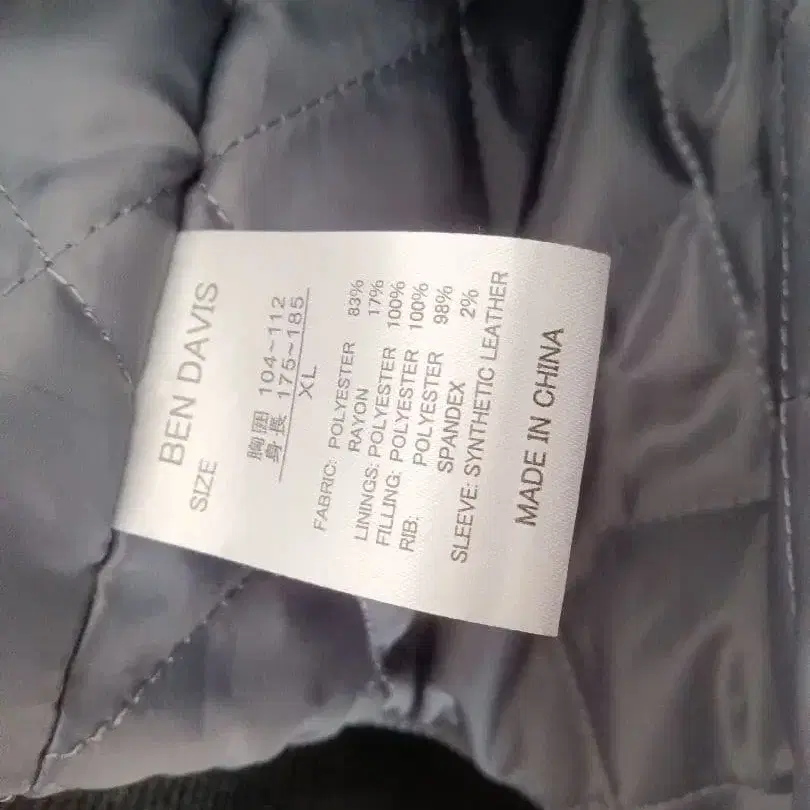 BEN DAVIS
SIZE
胸囲 104~112
身長 175~185
XL
FABRIC: POLYESTER 83%
RAYON 17%
LININGS: POLYESTER 100%
FILLING: POLYESTER 100%
RIB: POLYESTER 98%
SPANDEX 2%
SLEEVE: SYNTHETIC LEATHER
MADE IN CHINA